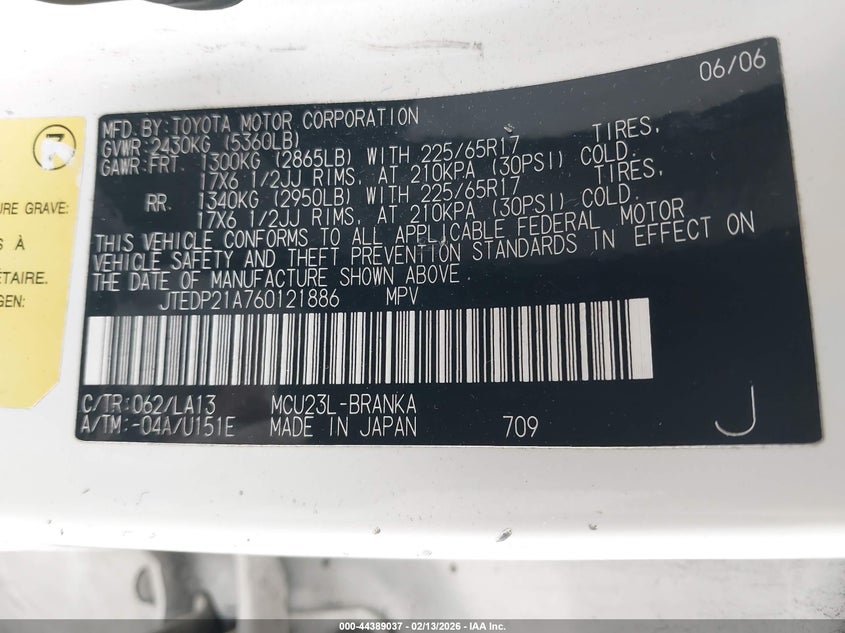 06/06
MFD. BY: TOYOTA MOTOR CORPORATION
GVWR: 2430KG (5360LB)
GAWR: FRT. 1300KG (2865LB) WITH 225/65R17 TIRES,
17X6 1/2JJ RIMS, AT 210KPA (30PSI) COLD.
RR. 1340KG (2950LB) WITH 225/65R17 TIRES,
17X6 1/2JJ RIMS, AT 210KPA (30PSI) COLD.
THIS VEHICLE CONFORMS TO ALL APPLICABLE FEDERAL MOTOR
VEHICLE SAFETY AND THEFT PREVENTION STANDARDS IN EFFECT ON
THE DATE OF MANUFACTURE SHOWN ABOVE.
JTEDP21A760121886 MPV
C/TR: 062/LA13 MCU23L-BRANKA
A/TM: -04A/U151E MADE IN JAPAN 709 J
URE GRAVE:
S À
ÉTAIRE.
GEN:
000-44389037 - 02/13/2026 - IAA Inc.